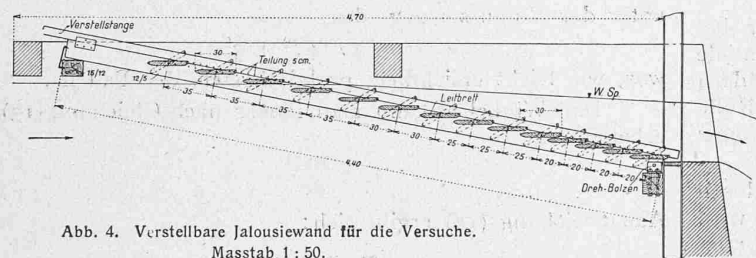 4,70
Verstellstange
30
Teilung 5cm.
15/12
12/5
35
35
35
35
30
30
25
25
25
20
20
20
20
Leitbrett
W. Sp.
30
4,40
Dreh-Bolzen
Abb. 4. Verstellbare Jalousiewand für die Versuche.
Masstab 1 : 50.